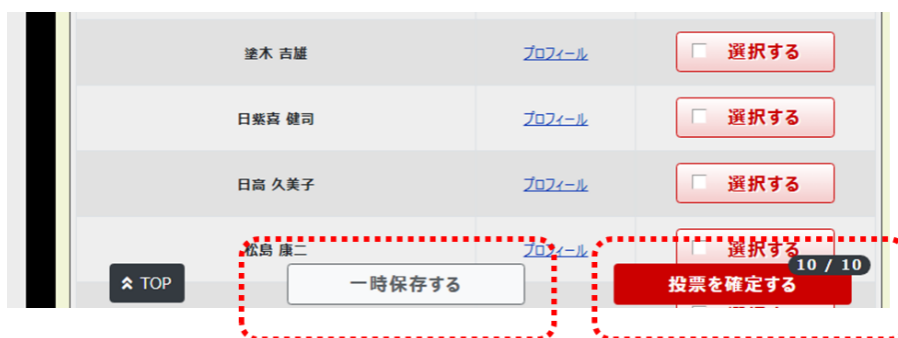 塗木 吉雄 プロフィール 選択する
日紫喜 健司 プロフィール 選択する
日高 久美子 プロフィール 選択する
松島 康二 プロフィール 選択する
10 / 10
TOP 一時保存する 投票を確定する